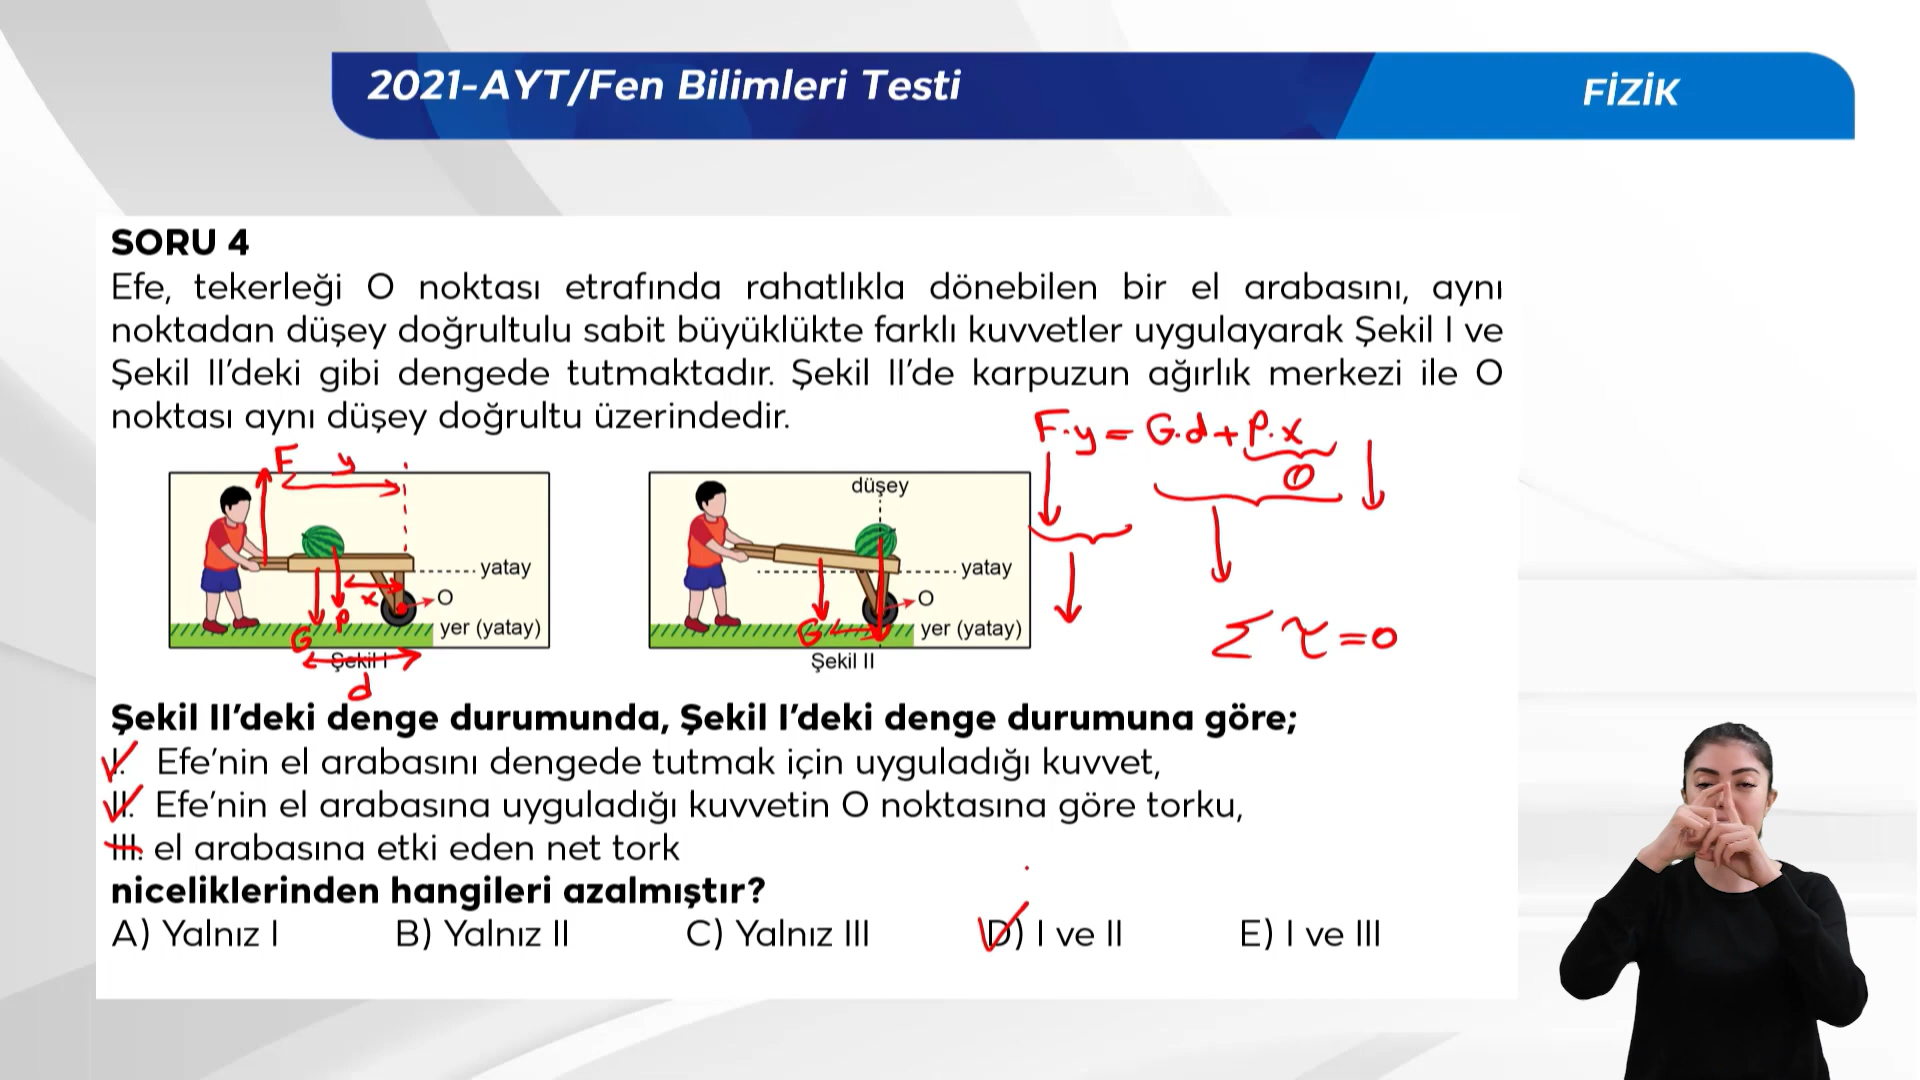 2021-AYT/Fen Bilimleri Testi
FİZİK
SORU 4
Efe, tekerleği O noktası etrafında rahatlıkla dönebilen bir el arabasını, aynı
noktadan düşey doğrultulu sabit büyüklükte farklı kuvvetler uygulayarak Şekil I ve
Şekil II'deki gibi dengede tutmaktadır. Şekil II'de karpuzun ağırlık merkezi ile O
noktası aynı düşey doğrultu üzerindedir.
F.y = G.d + P.x
0
F y
yatay
O
x
G P
yer (yatay)
Şekil I
d
düşey
yatay
O
G
yer (yatay)
Şekil II
Σ τ = 0
Şekil II'deki denge durumunda, Şekil I'deki denge durumuna göre;
I. Efe'nin el arabasını dengede tutmak için uyguladığı kuvvet,
II. Efe'nin el arabasına uyguladığı kuvvetin O noktasına göre torku,
III. el arabasına etki eden net tork
niceliklerinden hangileri azalmıştır?
A) Yalnız I B) Yalnız II C) Yalnız III D) I ve II E) I ve III